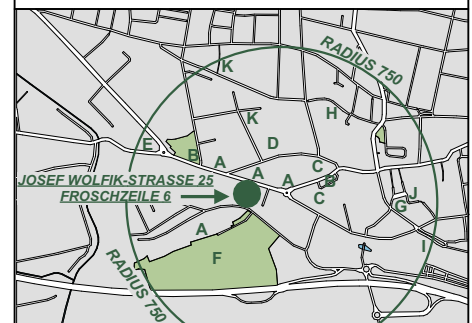 RADIUS 750
K
K
H
D
E
B
A
C
A
A
B
C
JOSEF WOLFIK-STRASSE 25
FROSCHZEILE 6
J
G
A
I
F
RADIUS 750